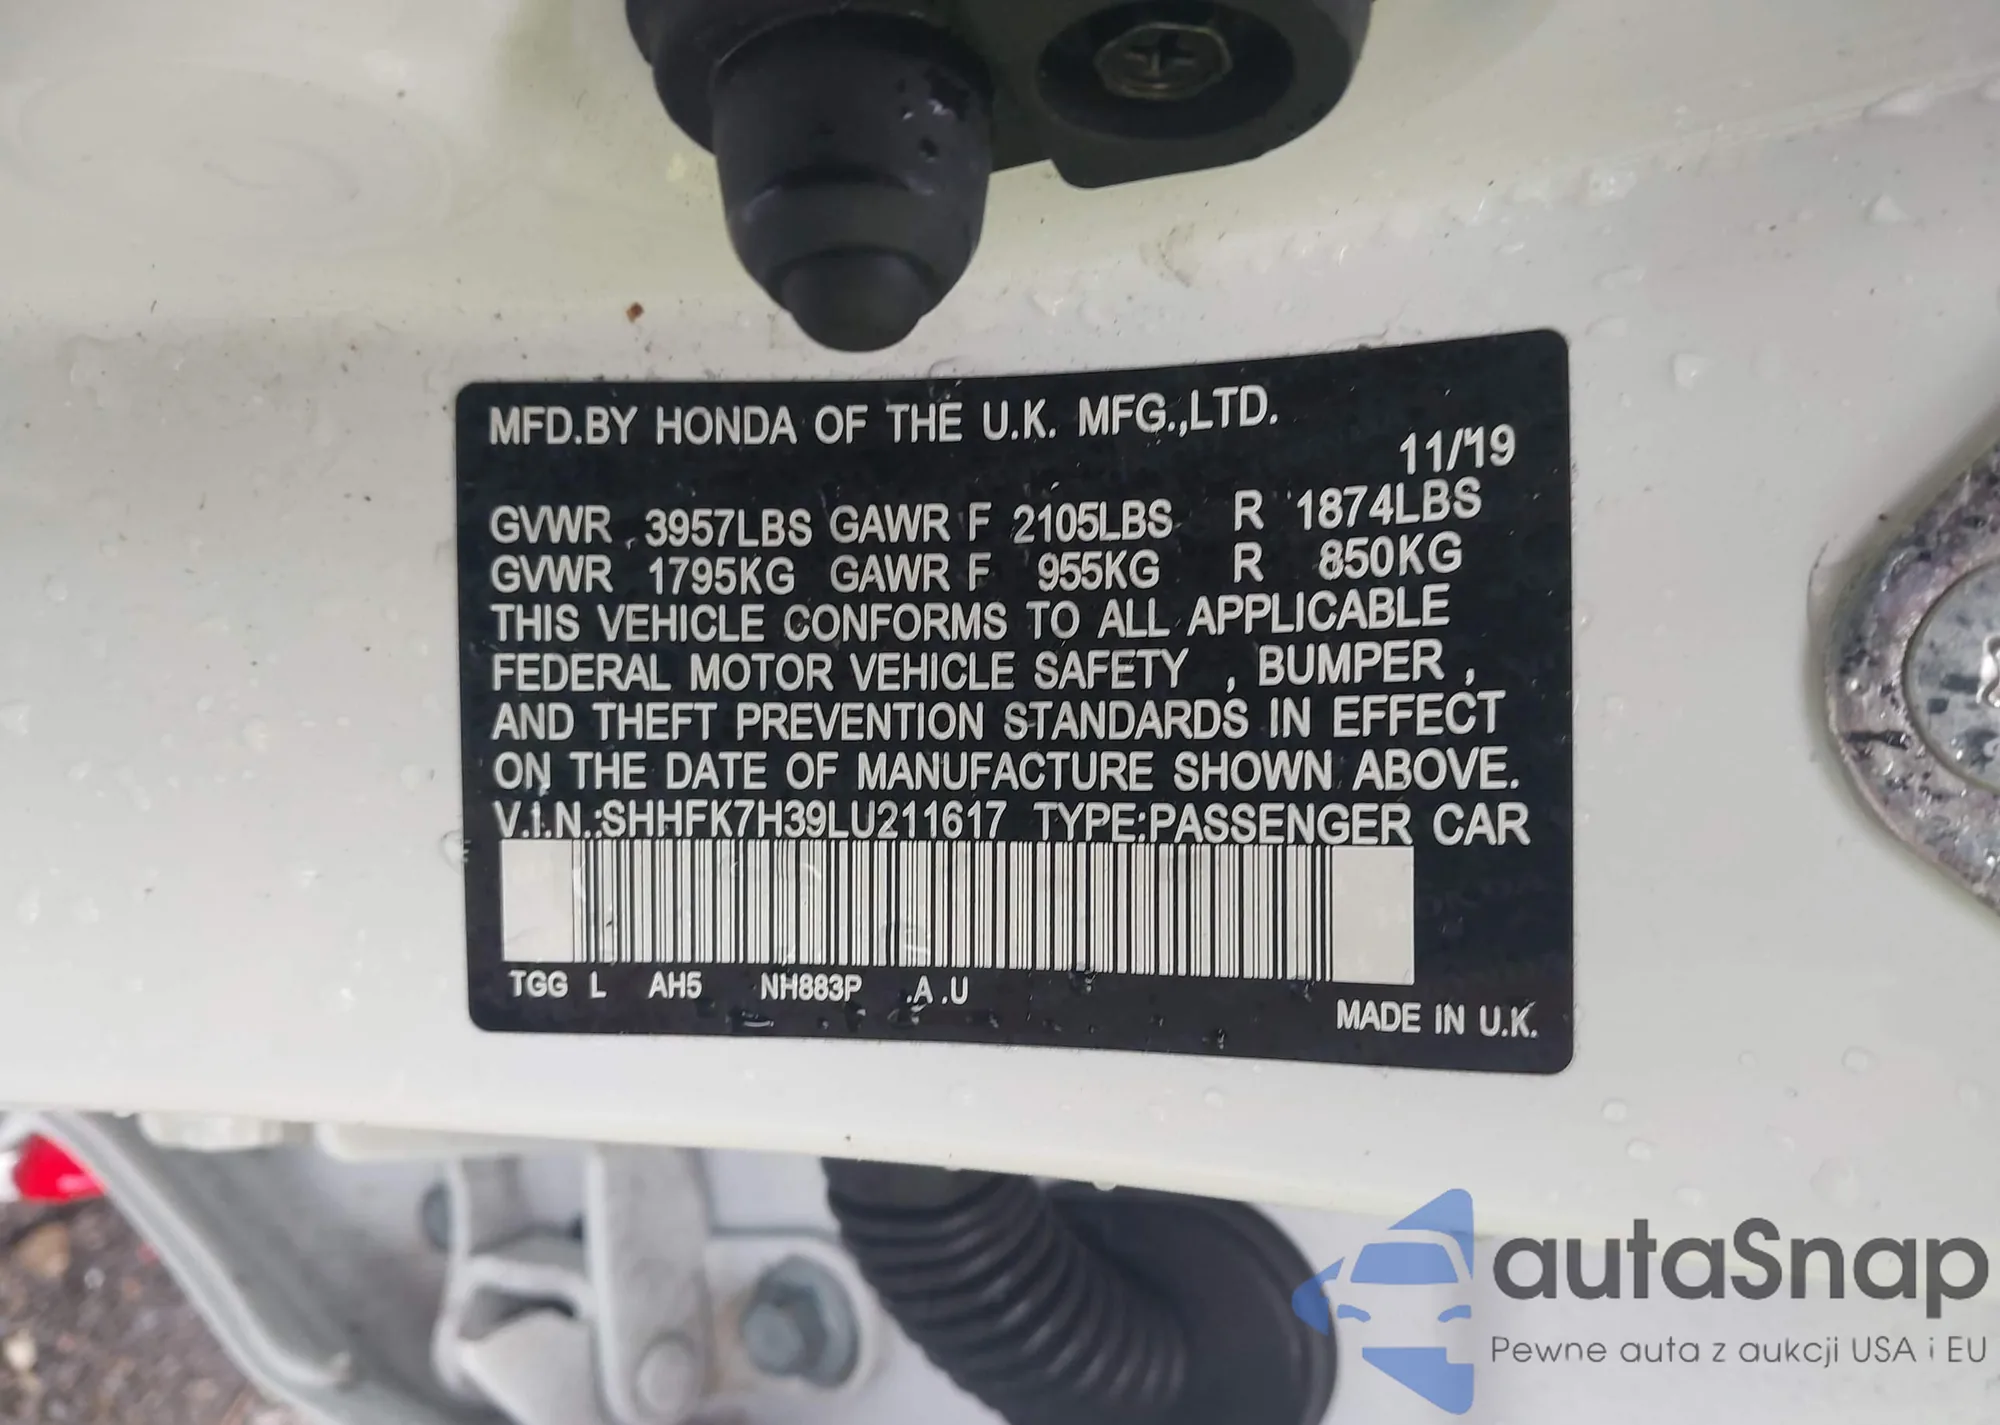 MFD.BY HONDA OF THE U.K. MFG.,LTD.
11/19
GVWR 3957LBS GAWR F 2105LBS R 1874LBS
GVWR 1795KG GAWR F 955KG R 850KG
THIS VEHICLE CONFORMS TO ALL APPLICABLE
FEDERAL MOTOR VEHICLE SAFETY , BUMPER ,
AND THEFT PREVENTION STANDARDS IN EFFECT
ON THE DATE OF MANUFACTURE SHOWN ABOVE.
V.I.N.:SHHFK7H39LU211617 TYPE:PASSENGER CAR
TGG L AH5 NH883P .A .U
MADE IN U.K.
autaSnap
Pewne auta z aukcji USA i EU